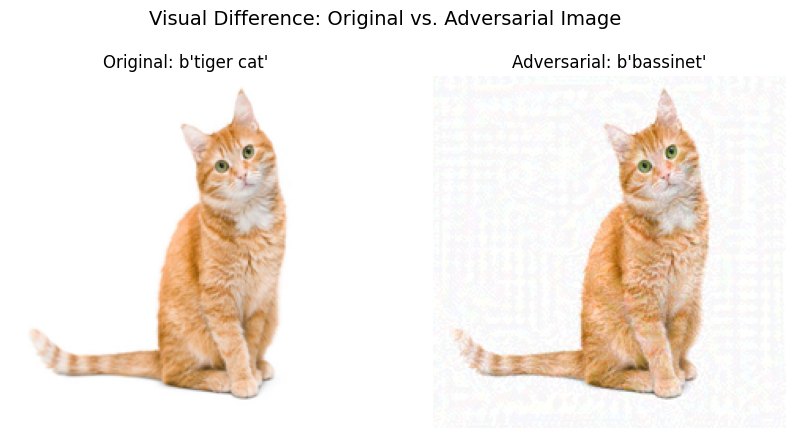 Visual Difference: Original vs. Adversarial Image
Original: b'tiger cat'
Adversarial: b'bassinet'